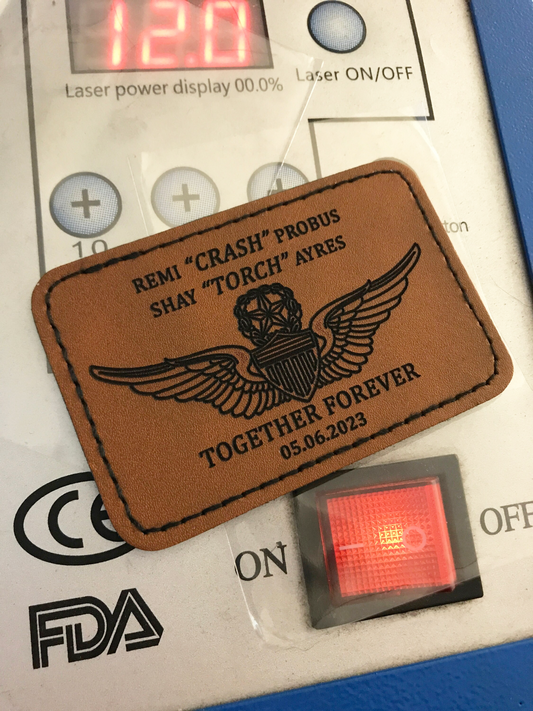 12.0
Laser power display 00.0%
Laser ON/OFF
+
+
+
10
ton
REMI “CRASH” PROBUS
SHAY “TORCH” AYRES
TOGETHER FOREVER
05.06.2023
CE
ON
OFF
FDA